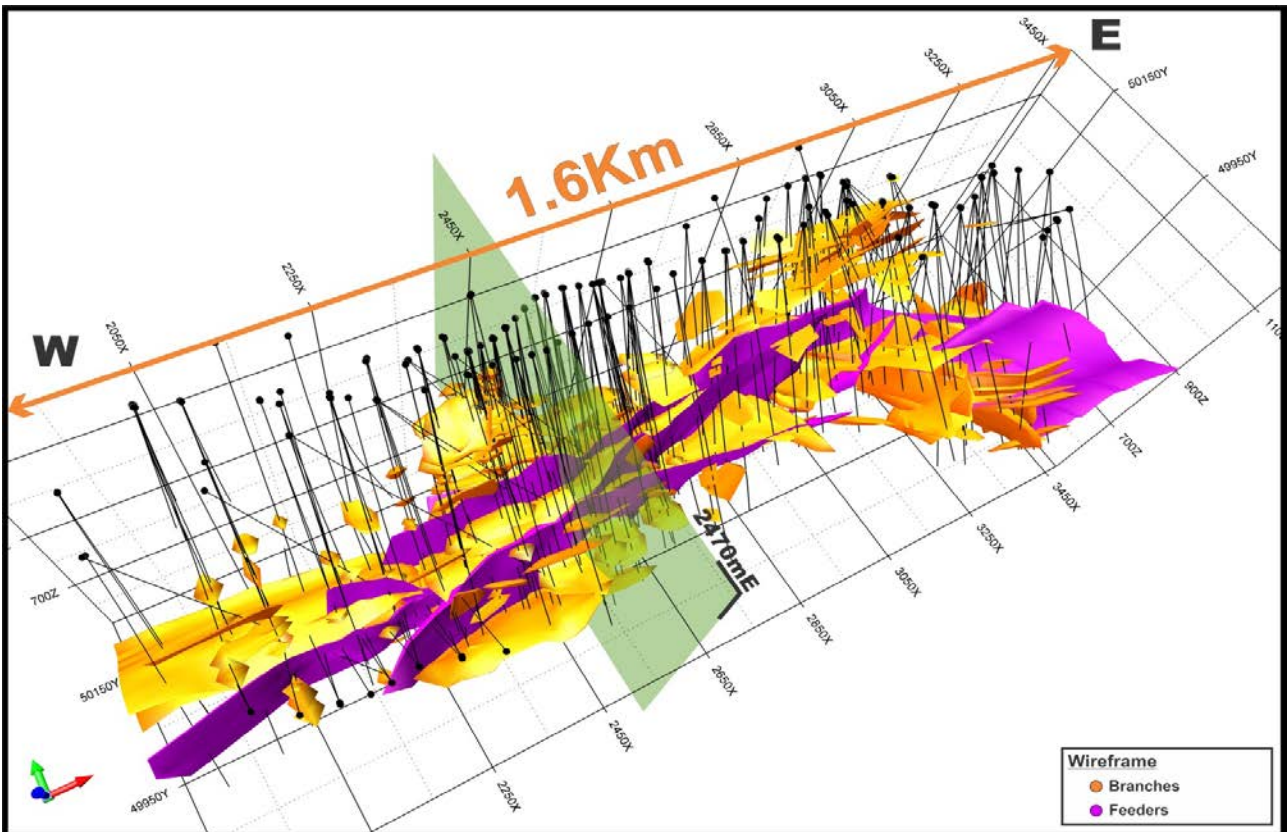 E
W
1.6Km
3450X
3250X
3050X
2850X
2450X
2250X
2050X
50150Y
49950Y
900Z
700Z
3450X
3250X
3050X
2850X
2650X
2450X
2250X
2470mE
700Z
50150Y
49950Y
Wireframe
Branches
Feeders